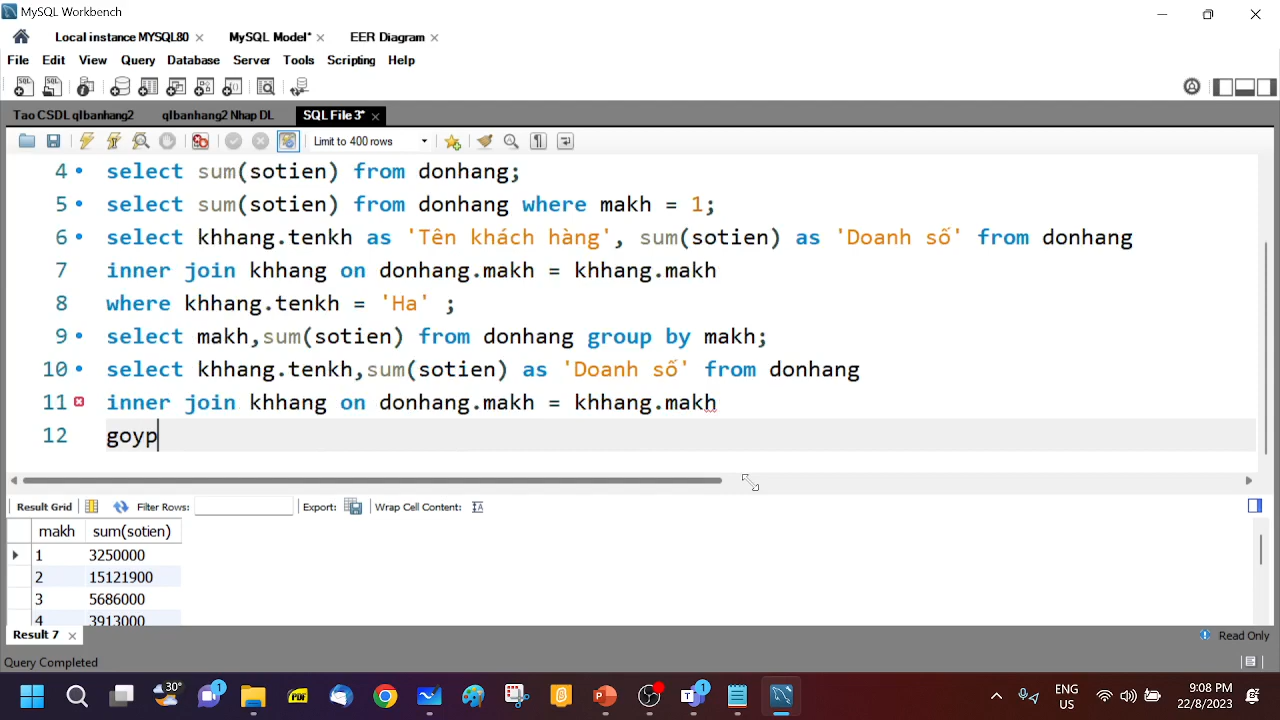 MySQL Workbench
Local instance MYSQL80 MySQL Model* EER Diagram
File Edit View Query Database Server Tools Scripting Help
Tao CSDL qlbanhang2 qlbanhang2 Nhap DL SQL File 3*
Limit to 400 rows
4 select sum(sotien) from donhang;
5 select sum(sotien) from donhang where makh = 1;
6 select khhang.tenkh as 'Tên khách hàng', sum(sotien) as 'Doanh số' from donhang
7 inner join khhang on donhang.makh = khhang.makh
8 where khhang.tenkh = 'Ha' ;
9 select makh,sum(sotien) from donhang group by makh;
10 select khhang.tenkh,sum(sotien) as 'Doanh số' from donhang
11 inner join khhang on donhang.makh = khhang.makh
12 goyp
Result Grid Filter Rows: Export: Wrap Cell Content:
makh sum(sotien)
1 3250000
2 15121900
3 5686000
4 3913000
Result 7 Read Only
Query Completed
30° 1 PDF 1 ENG US 9:08 PM 22/8/2023